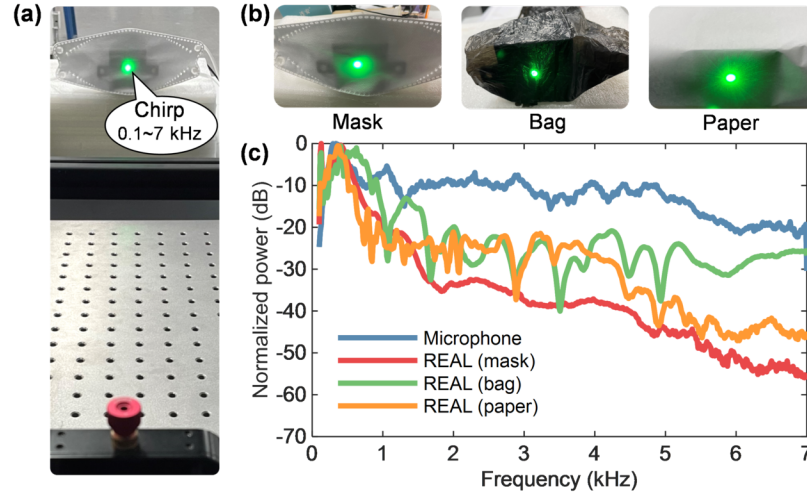 (a)
Chirp
0.1~7 kHz
(b)
Mask
Bag
Paper
(c)
Normalized power (dB)
0
-10
-20
-30
-40
-50
-60
-70
Microphone
REAL (mask)
REAL (bag)
REAL (paper)
0 1 2 3 4 5 6 7
Frequency (kHz)